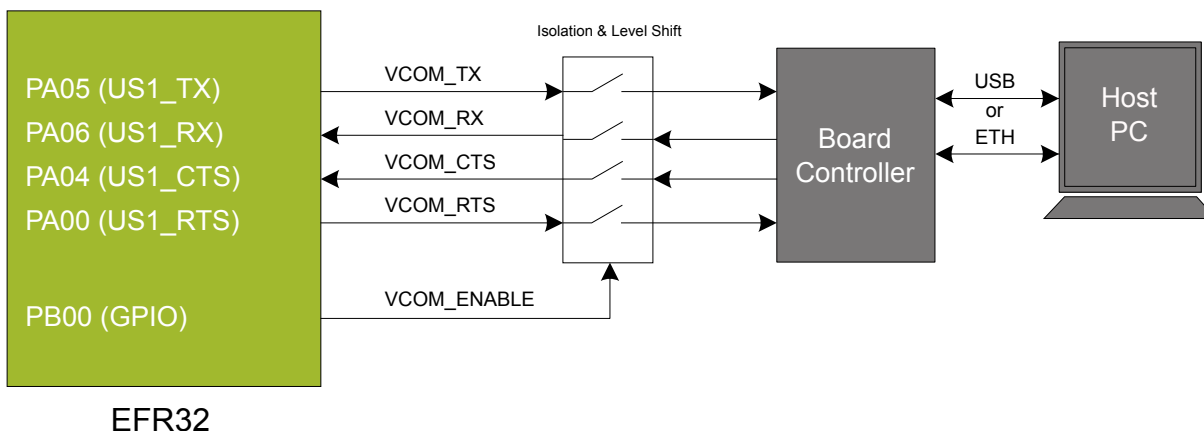 Isolation & Level Shift
PA05 (US1_TX)
VCOM_TX
PA06 (US1_RX)
VCOM_RX
PA04 (US1_CTS)
VCOM_CTS
PA00 (US1_RTS)
VCOM_RTS
PB00 (GPIO)
VCOM_ENABLE
Board
Controller
USB
or
ETH
Host
PC
EFR32